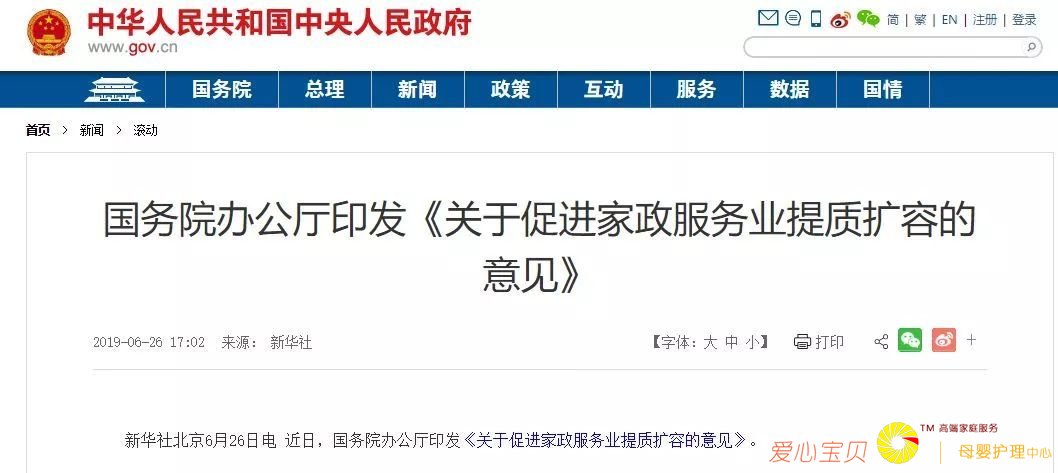 中华人民共和国中央人民政府
www.gov.cn
简 | 繁 | EN | 注册 | 登录
国务院 总理 新闻 政策 互动 服务 数据 国情
首页 > 新闻 > 滚动
国务院办公厅印发《关于促进家政服务业提质扩容的
意见》
2019-06-26 17:02 来源： 新华社 【字体：大 中 小】 打印 +
新华社北京6月26日电 近日，国务院办公厅印发《关于促进家政服务业提质扩容的意见》。
爱心宝贝 TM 高端家庭服务 | 母婴护理中心